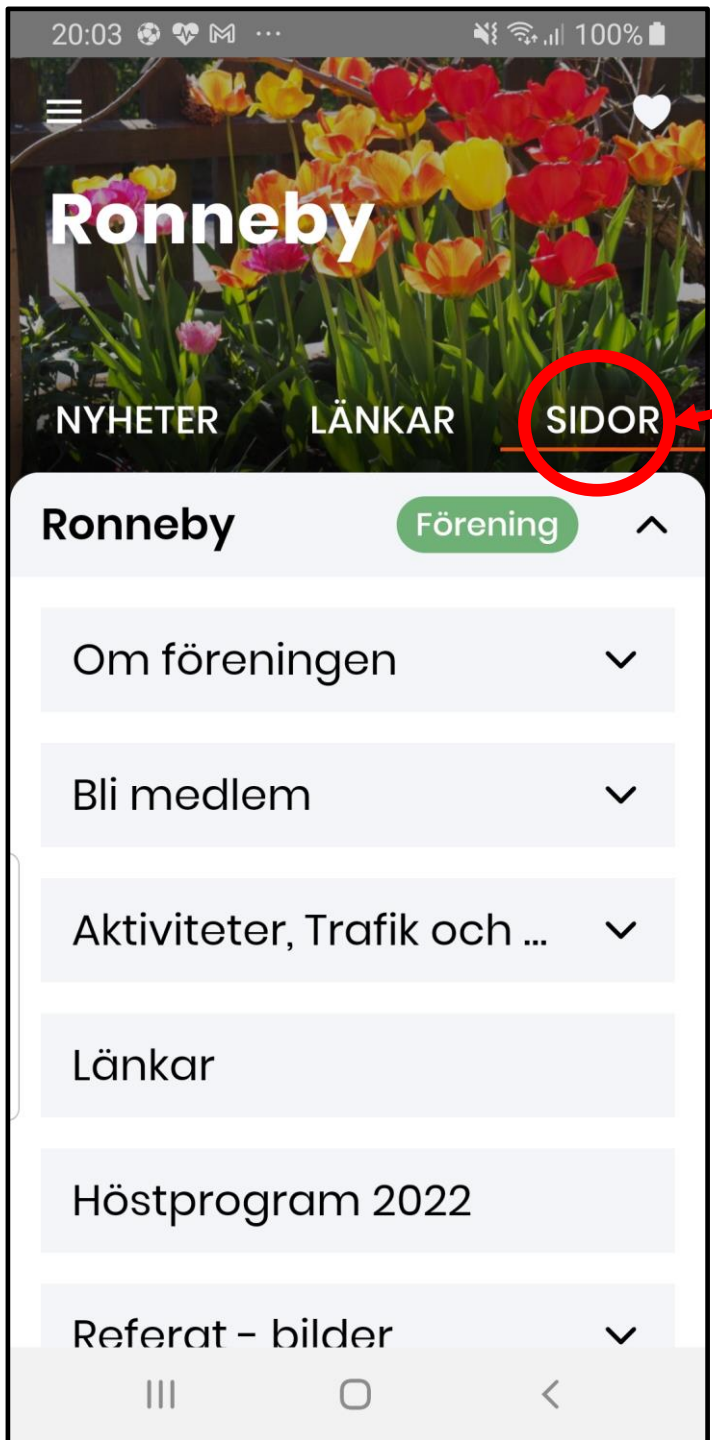 20:03 100%
Ronneby
NYHETER LÄNKAR SIDOR
Ronneby Förening
Om föreningen
Bli medlem
Aktiviteter, Trafik och ...
Länkar
Höstprogram 2022
Referat - bilder